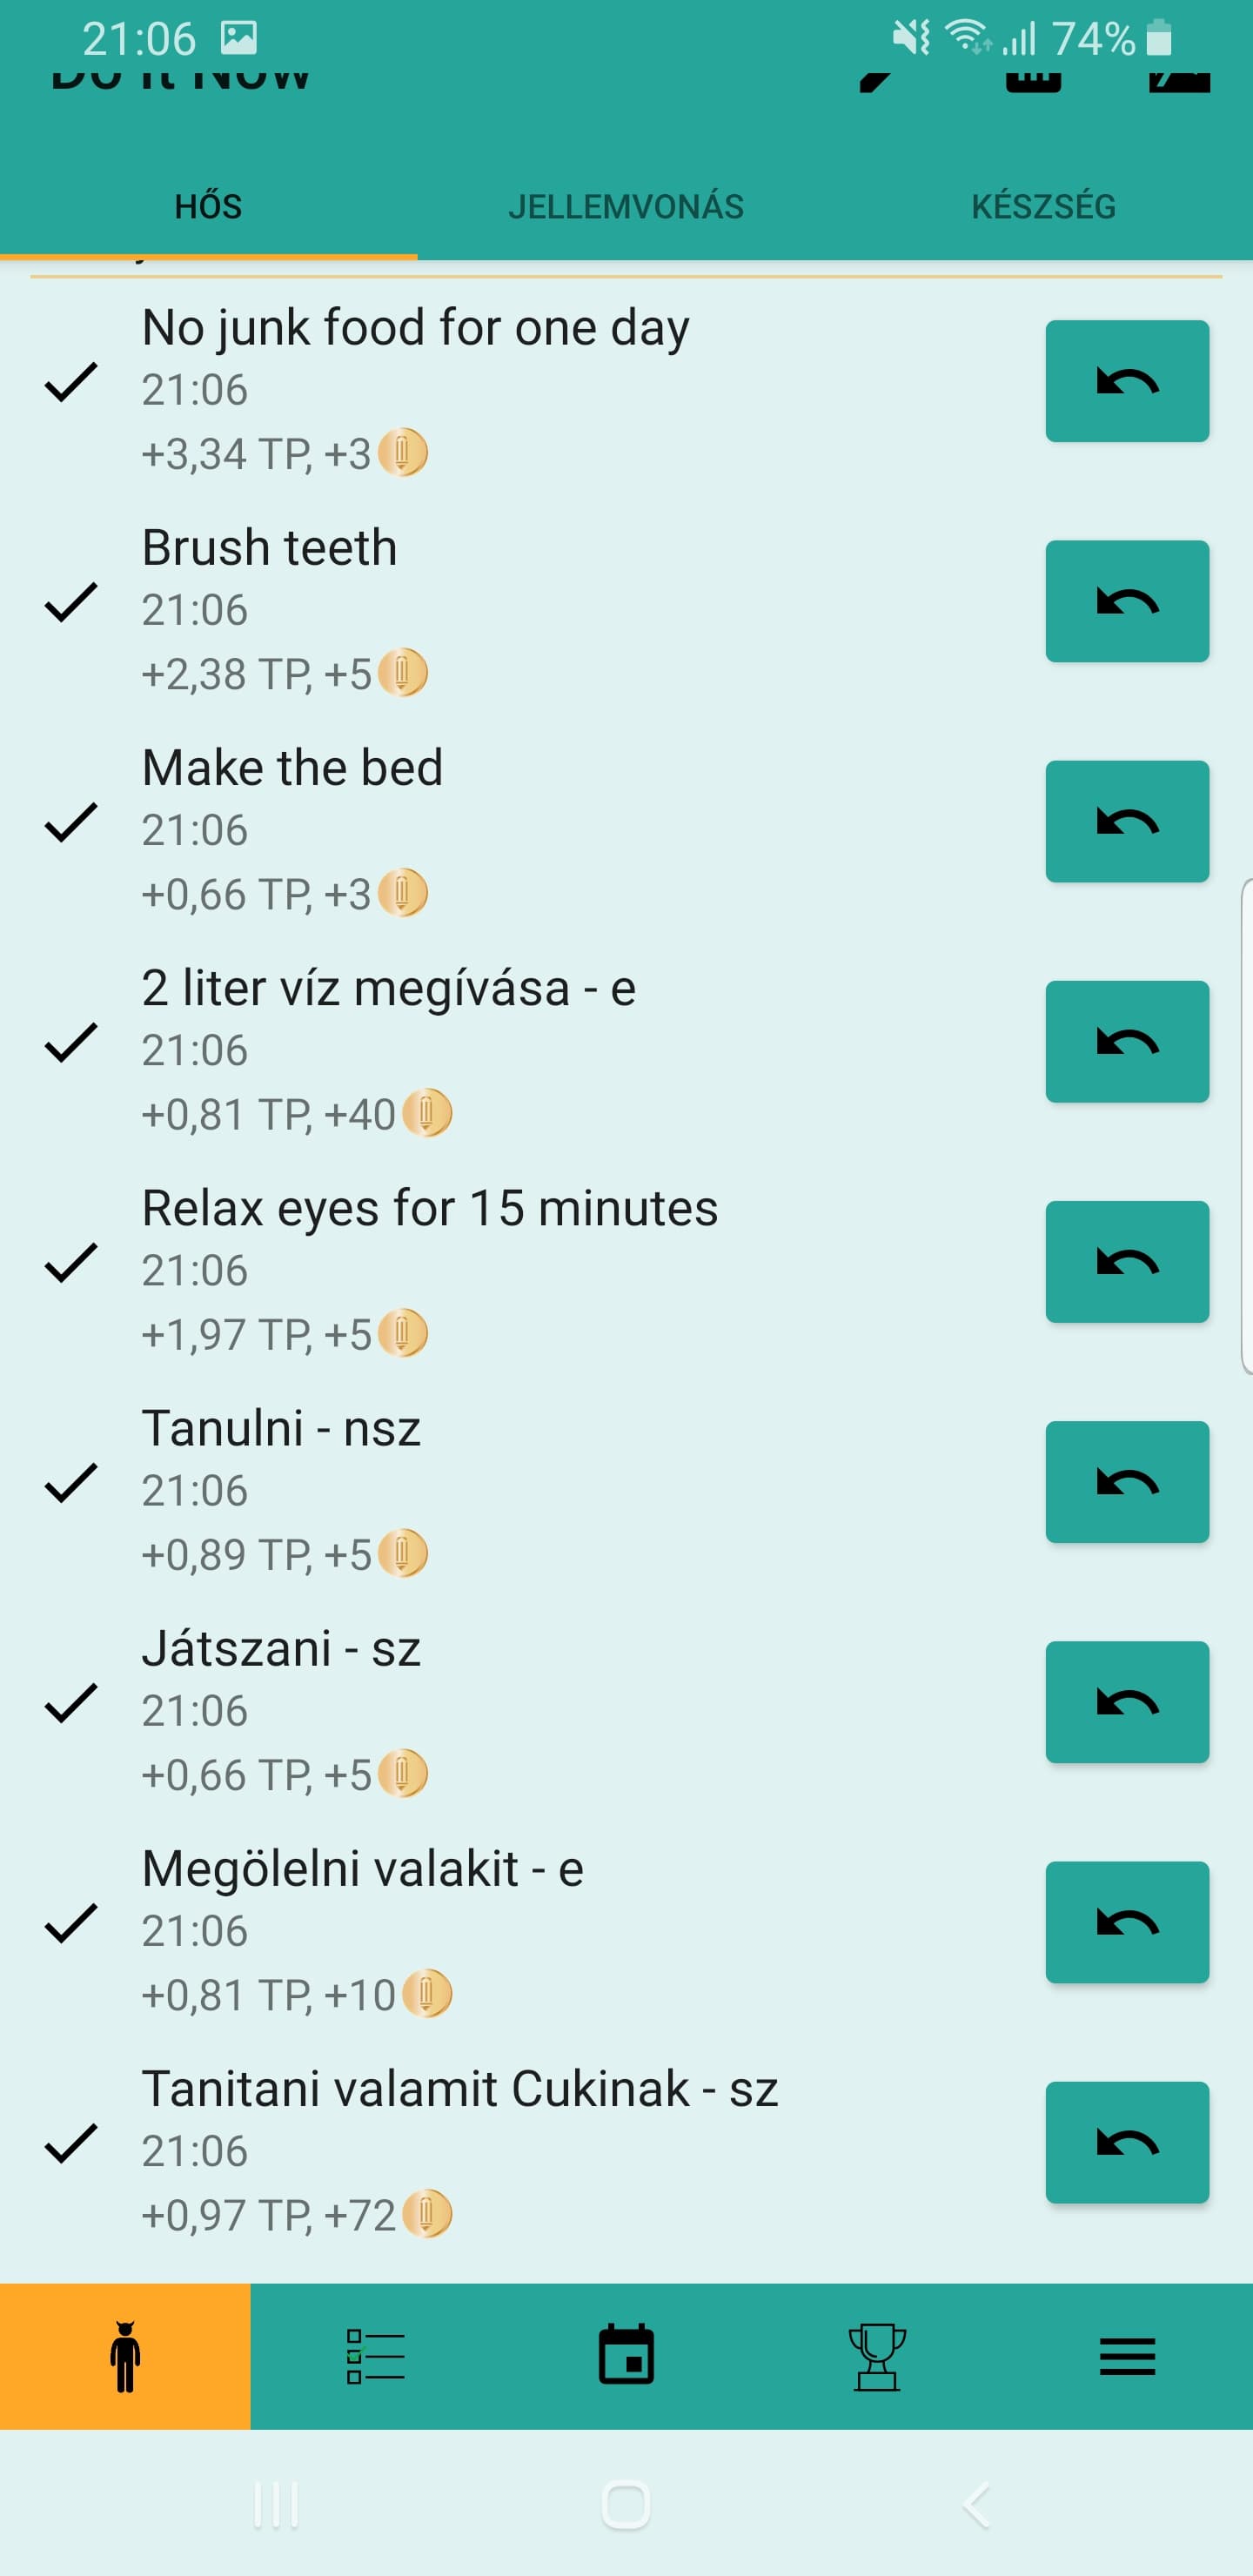 21:06 74%
Do It Now
HŐS JELLEMVONÁS KÉSZSÉG
No junk food for one day
21:06
+3,34 TP, +3
Brush teeth
21:06
+2,38 TP, +5
Make the bed
21:06
+0,66 TP, +3
2 liter víz megívása - e
21:06
+0,81 TP, +40
Relax eyes for 15 minutes
21:06
+1,97 TP, +5
Tanulni - nsz
21:06
+0,89 TP, +5
Játszani - sz
21:06
+0,66 TP, +5
Megölelni valakit - e
21:06
+0,81 TP, +10
Tanitani valamit Cukinak - sz
21:06
+0,97 TP, +72